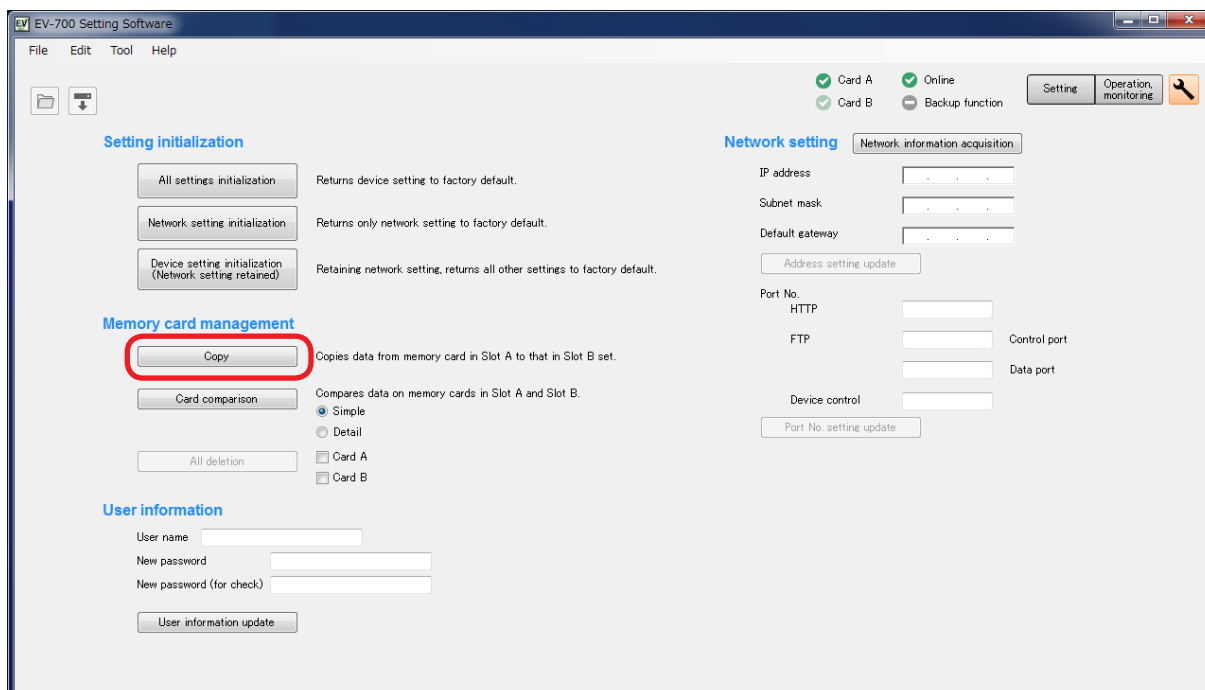 EV EV-700 Setting Software
File Edit Tool Help
Card A Online
Card B Backup function
Setting
Operation,
monitoring
Setting initialization
All settings initialization Returns device setting to factory default.
Network setting initialization Returns only network setting to factory default.
Device setting initialization
(Network setting retained)
Retaining network setting, returns all other settings to factory default.
Memory card management
Copy Copies data from memory card in Slot A to that in Slot B set.
Card comparison Compares data on memory cards in Slot A and Slot B.
Simple
Detail
All deletion Card A
Card B
User information
User name
New password
New password (for check)
User information update
Network setting Network information acquisition
IP address . . .
Subnet mask . . .
Default gateway . . .
Address setting update
Port No.
HTTP
FTP Control port
Data port
Device control
Port No. setting update